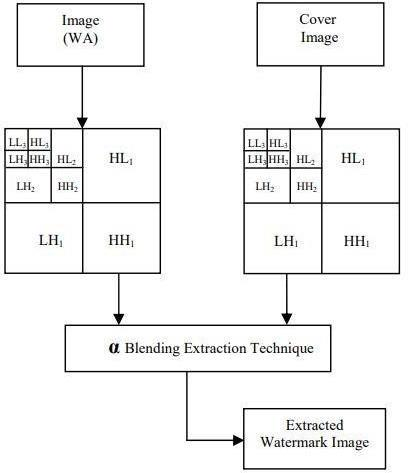 Image
(WA)
Cover
Image
LL₃ HL₃
LH₃ HH₃ HL₂
HL₁
LH₂ HH₂
LH₁ HH₁
LL₃ HL₃
LH₃ HH₃ HL₂
HL₁
LH₂ HH₂
LH₁ HH₁
α Blending Extraction Technique
Extracted
Watermark Image